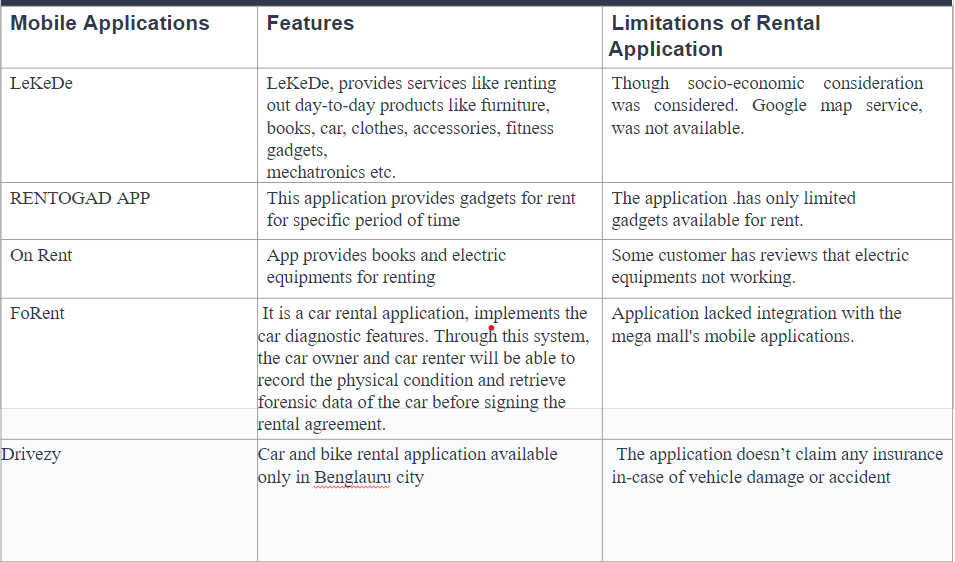 Mobile Applications
Features
Limitations of Rental
Application
LeKeDe
LeKeDe, provides services like renting
out day-to-day products like furniture,
books, car, clothes, accessories, fitness
gadgets,
mechatronics etc.
Though socio-economic consideration
was considered. Google map service,
was not available.
RENTOGAD APP
This application provides gadgets for rent
for specific period of time
The application .has only limited
gadgets available for rent.
On Rent
App provides books and electric
equipments for renting
Some customer has reviews that electric
equipments not working.
FoRent
It is a car rental application, implements the
car diagnostic features. Through this system,
the car owner and car renter will be able to
record the physical condition and retrieve
forensic data of the car before signing the
rental agreement.
Application lacked integration with the
mega mall's mobile applications.
Drivezy
Car and bike rental application available
only in Benglauru city
The application doesn’t claim any insurance
in-case of vehicle damage or accident